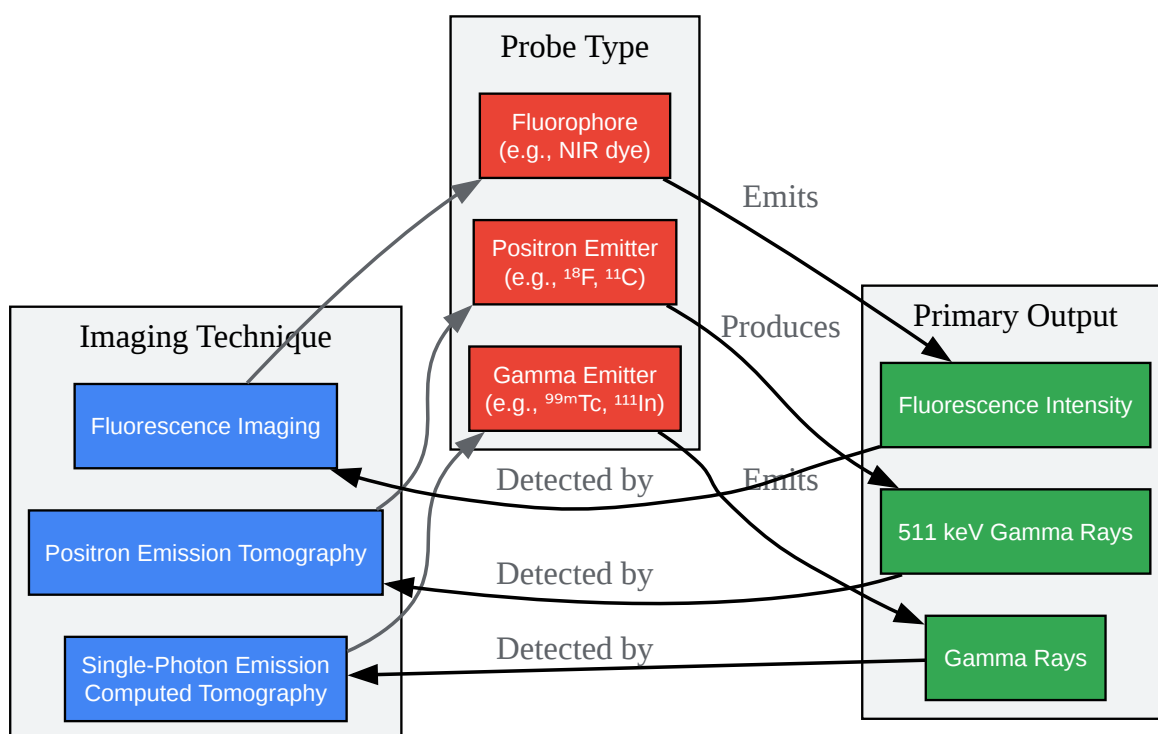 Probe Type
Fluorophore
(e.g., NIR dye)
Emits
Positron Emitter
(e.g., ¹⁸F, ¹¹C)
Produces
Gamma Emitter
(e.g., ⁹⁹ᵐTc, ¹¹¹In)
Emits
Imaging Technique
Fluorescence Imaging
Positron Emission Tomography
Single-Photon Emission
Computed Tomography
Detected by
Detected by
Detected by
Primary Output
Fluorescence Intensity
511 keV Gamma Rays
Gamma Rays